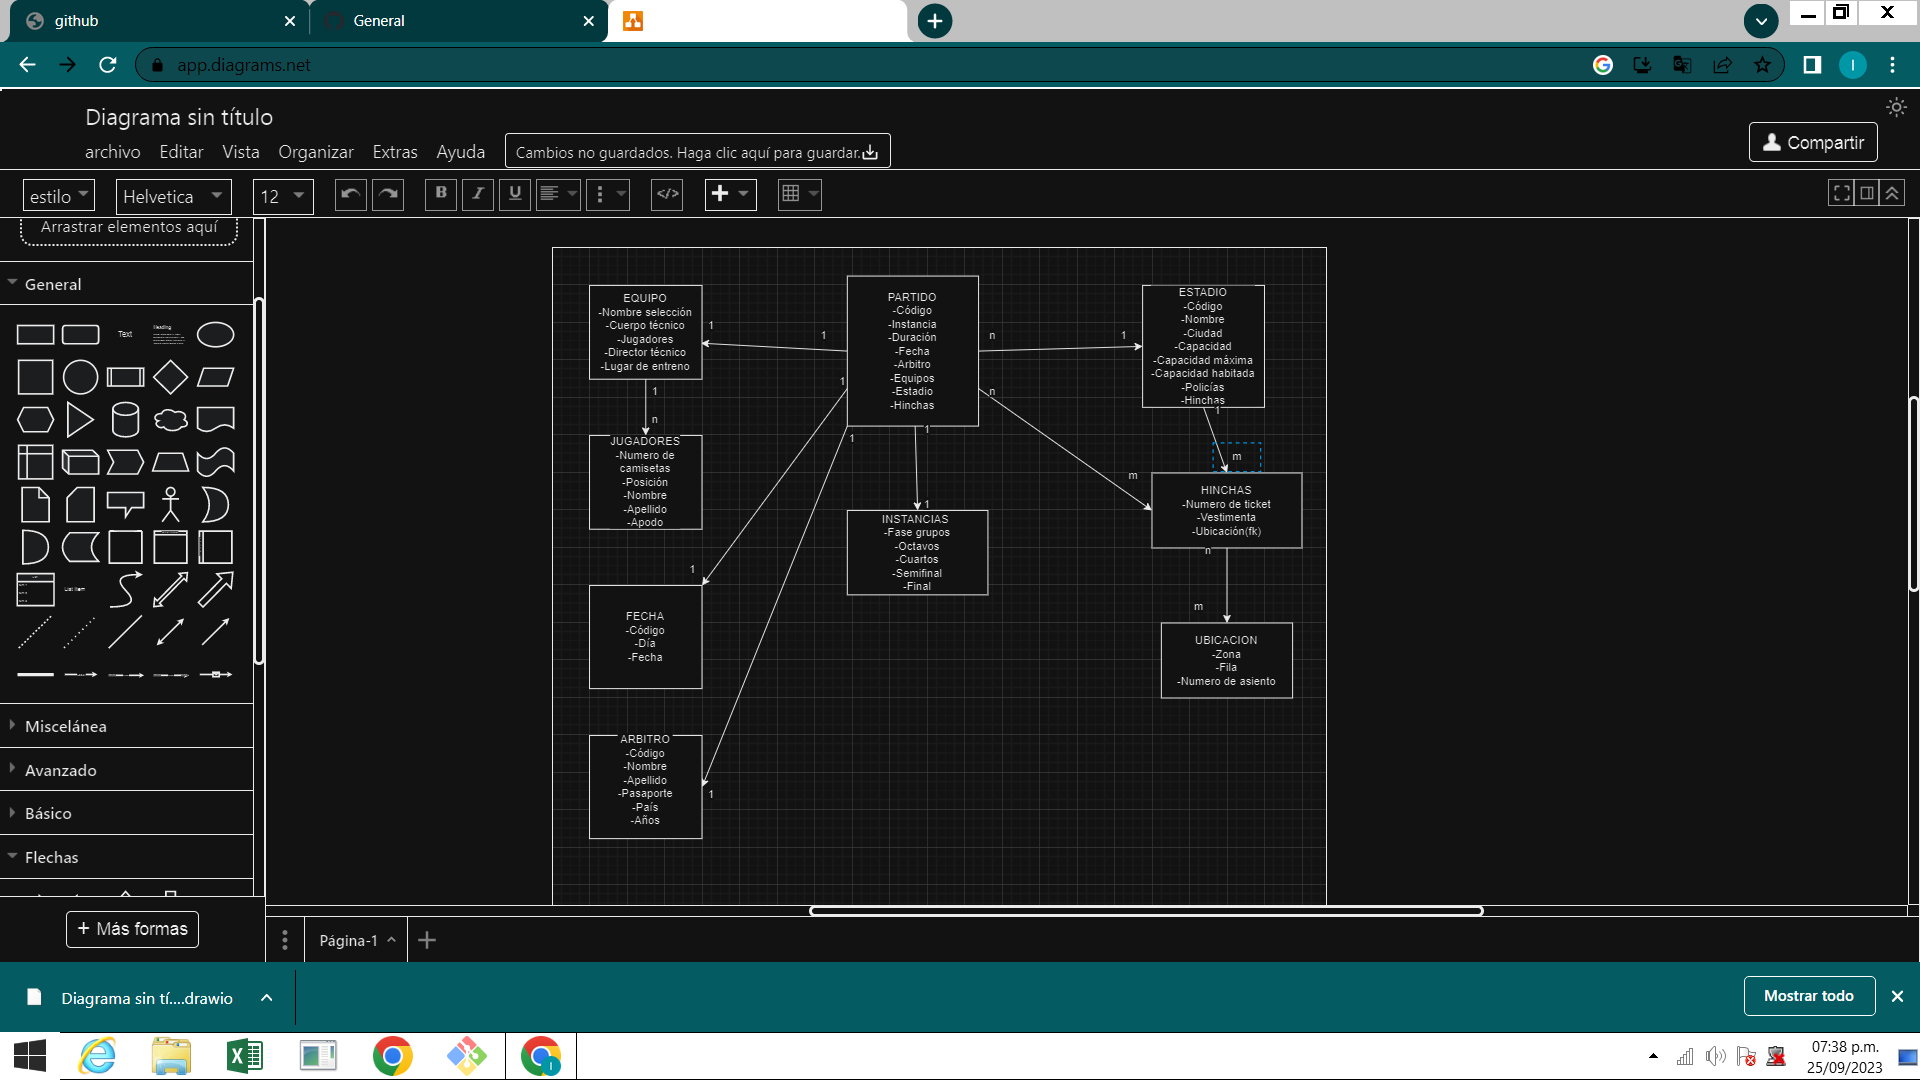 github
General
app.diagrams.net
Diagrama sin título
archivo
Editar
Vista
Organizar
Extras
Ayuda
Cambios no guardados. Haga clic aquí para guardar.
Compartir
estilo
Helvetica
12
B
I
U
Arrastrar elementos aquí
General
Text
Heading
List Item
Miscelánea
Avanzado
Básico
Flechas
+ Más formas
EQUIPO
-Nombre selección
-Cuerpo técnico
-Jugadores
-Director técnico
-Lugar de entreno
1
1
PARTIDO
-Código
-Instancia
-Duración
-Fecha
-Arbitro
-Equipos
-Estadio
-Hinchas
n
1
ESTADIO
-Código
-Nombre
-Ciudad
-Capacidad
-Capacidad máxima
-Capacidad habitada
-Policías
-Hinchas
1
n
1
n
1
1
1
m
m
JUGADORES
-Numero de
camisetas
-Posición
-Nombre
-Apellido
-Apodo
1
INSTANCIAS
-Fase grupos
-Octavos
-Cuartos
-Semifinal
-Final
HINCHAS
-Numero de ticket
-Vestimenta
-Ubicación(fk)
n
m
1
FECHA
-Código
-Día
-Fecha
UBICACION
-Zona
-Fila
-Numero de asiento
ARBITRO
-Código
-Nombre
-Apellido
-Pasaporte
-País
-Años
1
Página-1
Diagrama sin tí....drawio
Mostrar todo
I
07:38 p.m.
25/09/2023